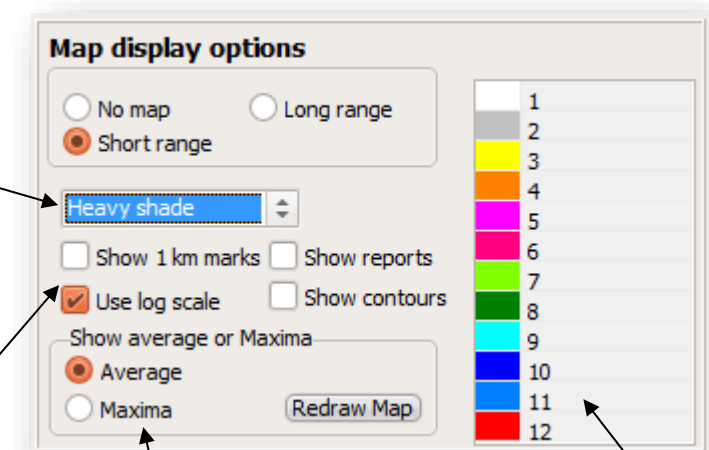 Map display options
No map Long range
Short range
Heavy shade
Show 1 km marks Show reports
Use log scale Show contours
Show average or Maxima
Average
Maxima Redraw Map
1
2
3
4
5
6
7
8
9
10
11
12